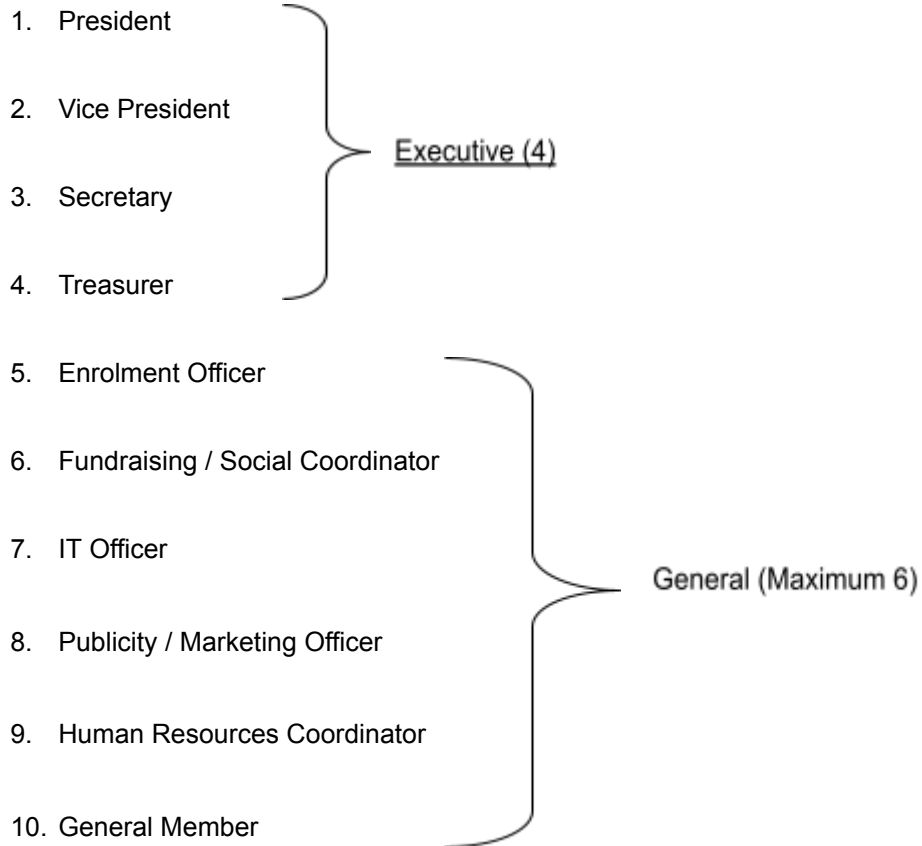 1. President
2. Vice President
Executive (4)
3. Secretary
4. Treasurer
5. Enrolment Officer
6. Fundraising / Social Coordinator
7. IT Officer
General (Maximum 6)
8. Publicity / Marketing Officer
9. Human Resources Coordinator
10. General Member